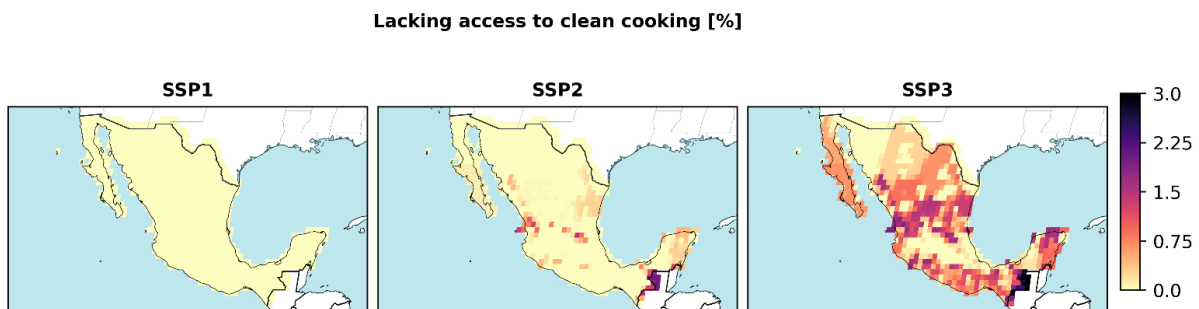 Lacking access to clean cooking [%]
SSP1
SSP2
SSP3
3.0
2.25
1.5
0.75
0.0